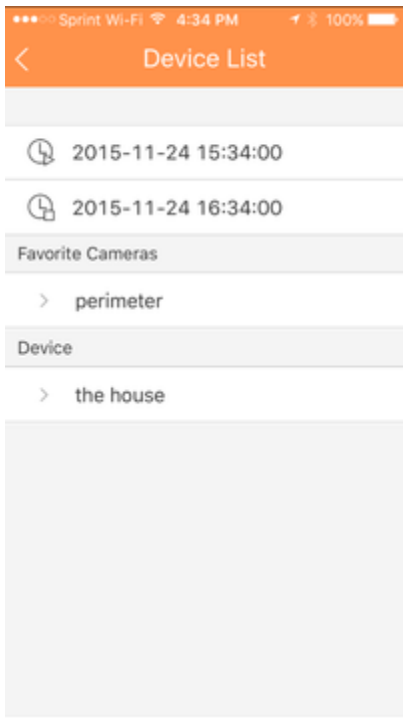 Sprint Wi-Fi 4:34 PM 100%
Device List
2015-11-24 15:34:00
2015-11-24 16:34:00
Favorite Cameras
perimeter
Device
the house